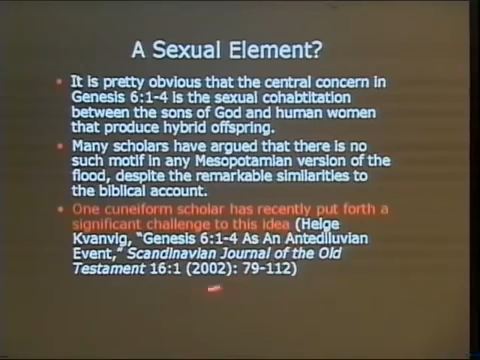 A Sexual Element?
It is pretty obvious that the central concern in
Genesis 6:1-4 is the sexual cohabtitation
between the sons of God and human women
that produce hybrid offspring.
Many scholars have argued that there is no
such motif in any Mesopotamian version of the
flood, despite the remarkable similarities to
the biblical account.
One cuneiform scholar has recently put forth a
significant challenge to this idea (Helge
Kvanvig, "Genesis 6:1-4 As An Antediluvian
Event," Scandinavian Journal of the Old
Testament 16:1 (2002): 79-112)